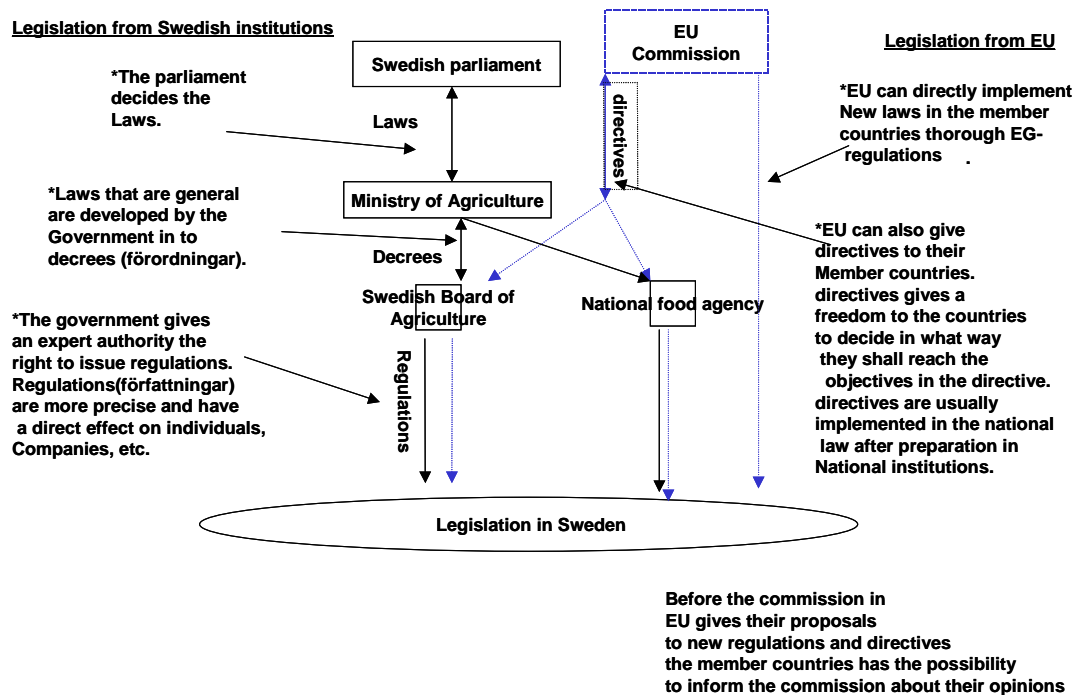 Legislation from Swedish institutions
*The parliament
decides the
Laws.
*Laws that are general
are developed by the
Government in to
decrees (förordningar).
*The government gives
an expert authority the
right to issue regulations.
Regulations(författningar)
are more precise and have
a direct effect on individuals,
Companies, etc.
Swedish parliament
Laws
Ministry of Agriculture
Decrees
Swedish Board of
Agriculture
Regulations
EU
Commission
directives
National food agency
Legislation from EU
*EU can directly implement
New laws in the member
countries thorough EG-
regulations .
*EU can also give
directives to their
Member countries.
directives gives a
freedom to the countries
to decide in what way
they shall reach the
objectives in the directive.
directives are usually
implemented in the national
law after preparation in
National institutions.
Legislation in Sweden
Before the commission in
EU gives their proposals
to new regulations and directives
the member countries has the possibility
to inform the commission about their opinions